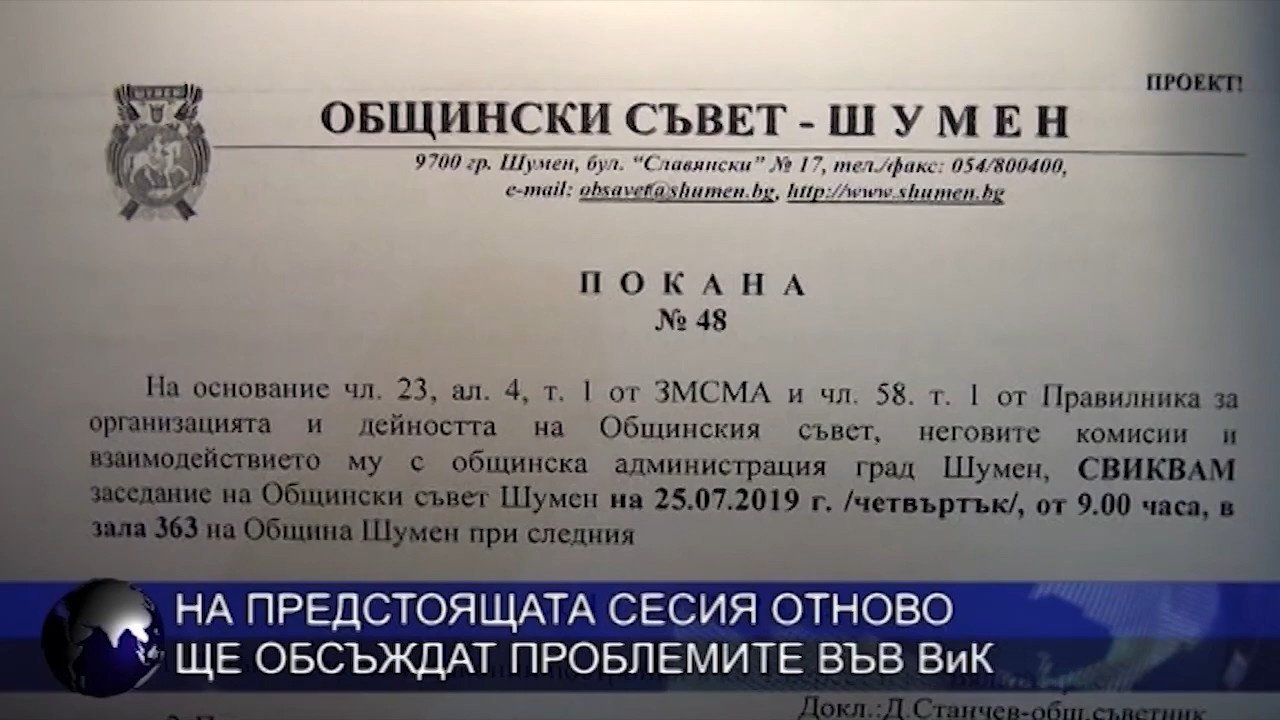 ПРОЕКТ!
ОБЩИНСКИ СЪВЕТ - Ш У М Е Н
9700 гр. Шумен, бул. “Славянски” № 17, тел./факс: 054/800400,
e-mail: obsavet@shumen.bg, http://www.shumen.bg
П О К А Н А
№ 48
На основание чл. 23, ал. 4, т. 1 от ЗМСМА и чл. 58. т. 1 от Правилника за
организацията и дейността на Общинския съвет, неговите комисии и
взаимодействието му с общинска администрация град Шумен, СВИКВАМ
заседание на Общински съвет Шумен на 25.07.2019 г. /четвъртък/, от 9.00 часа, в
зала 363 на Община Шумен при следния
НА ПРЕДСТОЯЩАТА СЕСИЯ ОТНОВО
ЩЕ ОБСЪЖДАТ ПРОБЛЕМИТЕ ВЪВ ВиК
Докл.:Д.Станчев-общ.съветник